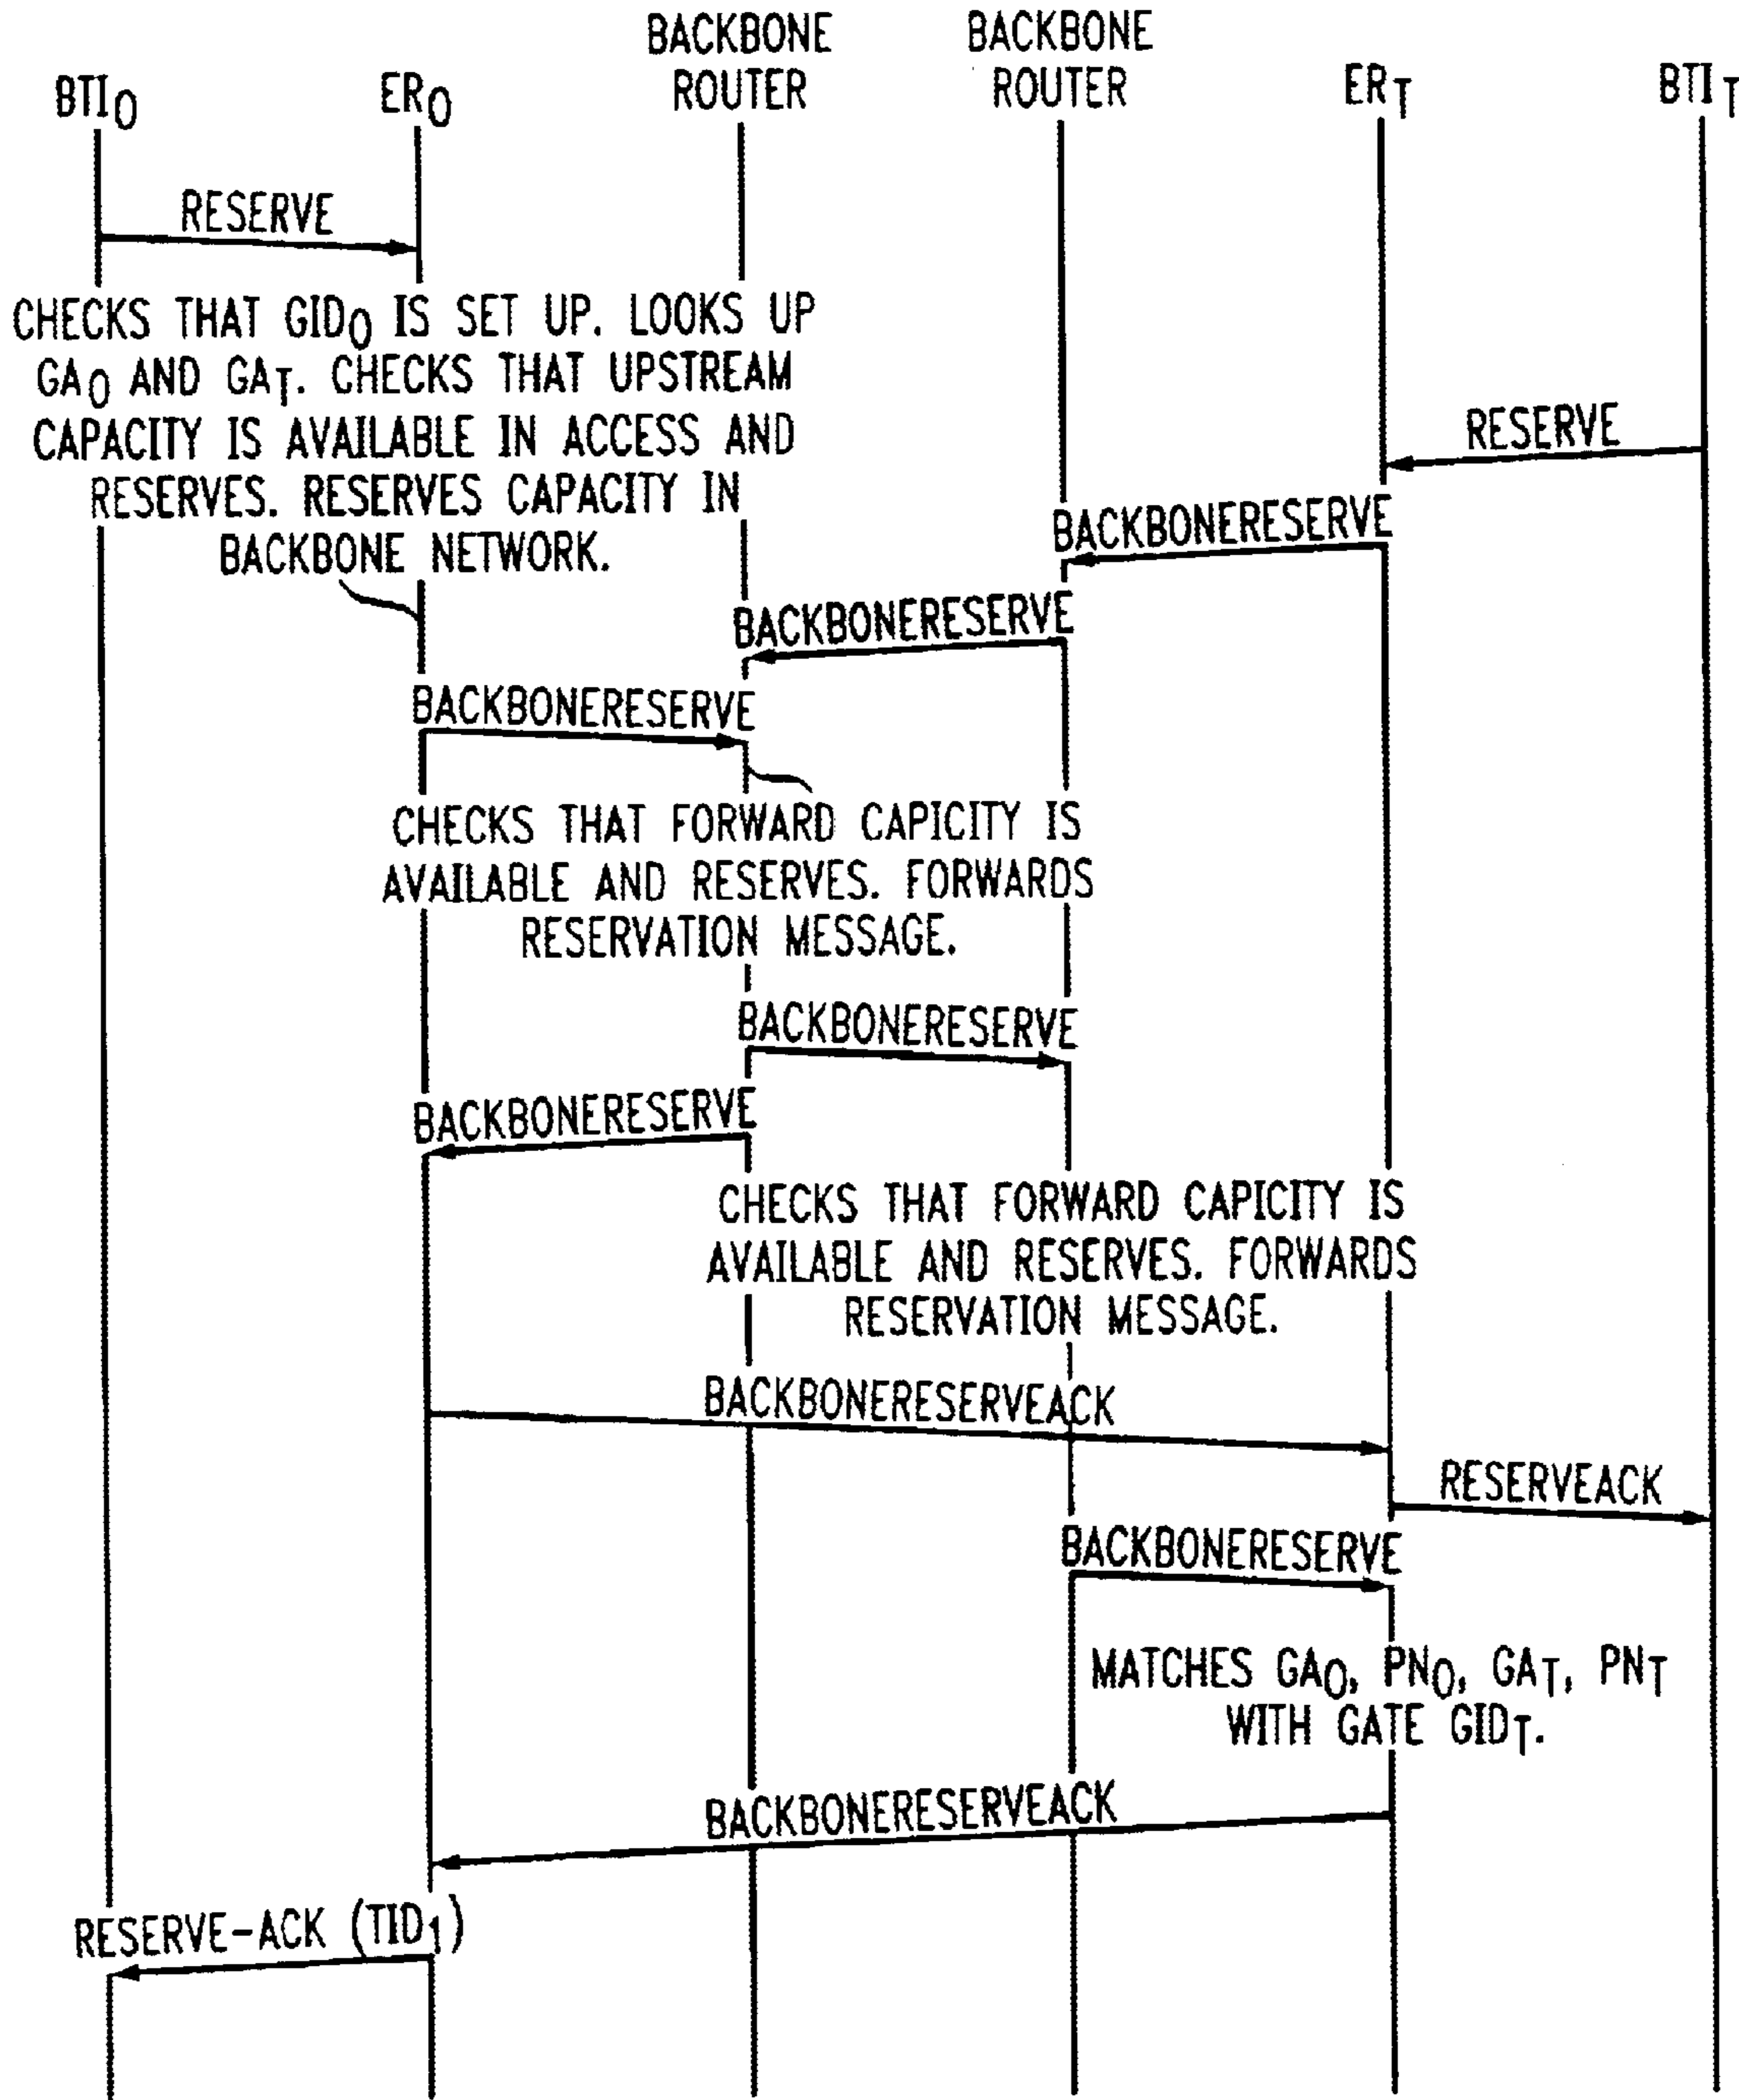 BACKBONE ROUTER
BACKBONE ROUTER
BTIO
ERO
ERT
BTIT
RESERVE
CHECKS THAT GIDO IS SET UP. LOOKS UP
GAO AND GAT. CHECKS THAT UPSTREAM
CAPACITY IS AVAILABLE IN ACCESS AND
RESERVES. RESERVES CAPACITY IN
BACKBONE NETWORK.
RESERVE
BACKBONERESERVE
BACKBONERESERVE
BACKBONERESERVE
CHECKS THAT FORWARD CAPICITY IS
AVAILABLE AND RESERVES. FORWARDS
RESERVATION MESSAGE.
BACKBONERESERVE
BACKBONERESERVE
CHECKS THAT FORWARD CAPICITY IS
AVAILABLE AND RESERVES. FORWARDS
RESERVATION MESSAGE.
BACKBONERESERVEACK
RESERVEACK
BACKBONERESERVE
MATCHES GAO, PNO, GAT, PNT
WITH GATE GIDT.
BACKBONERESERVEACK
RESERVE-ACK (TID1)